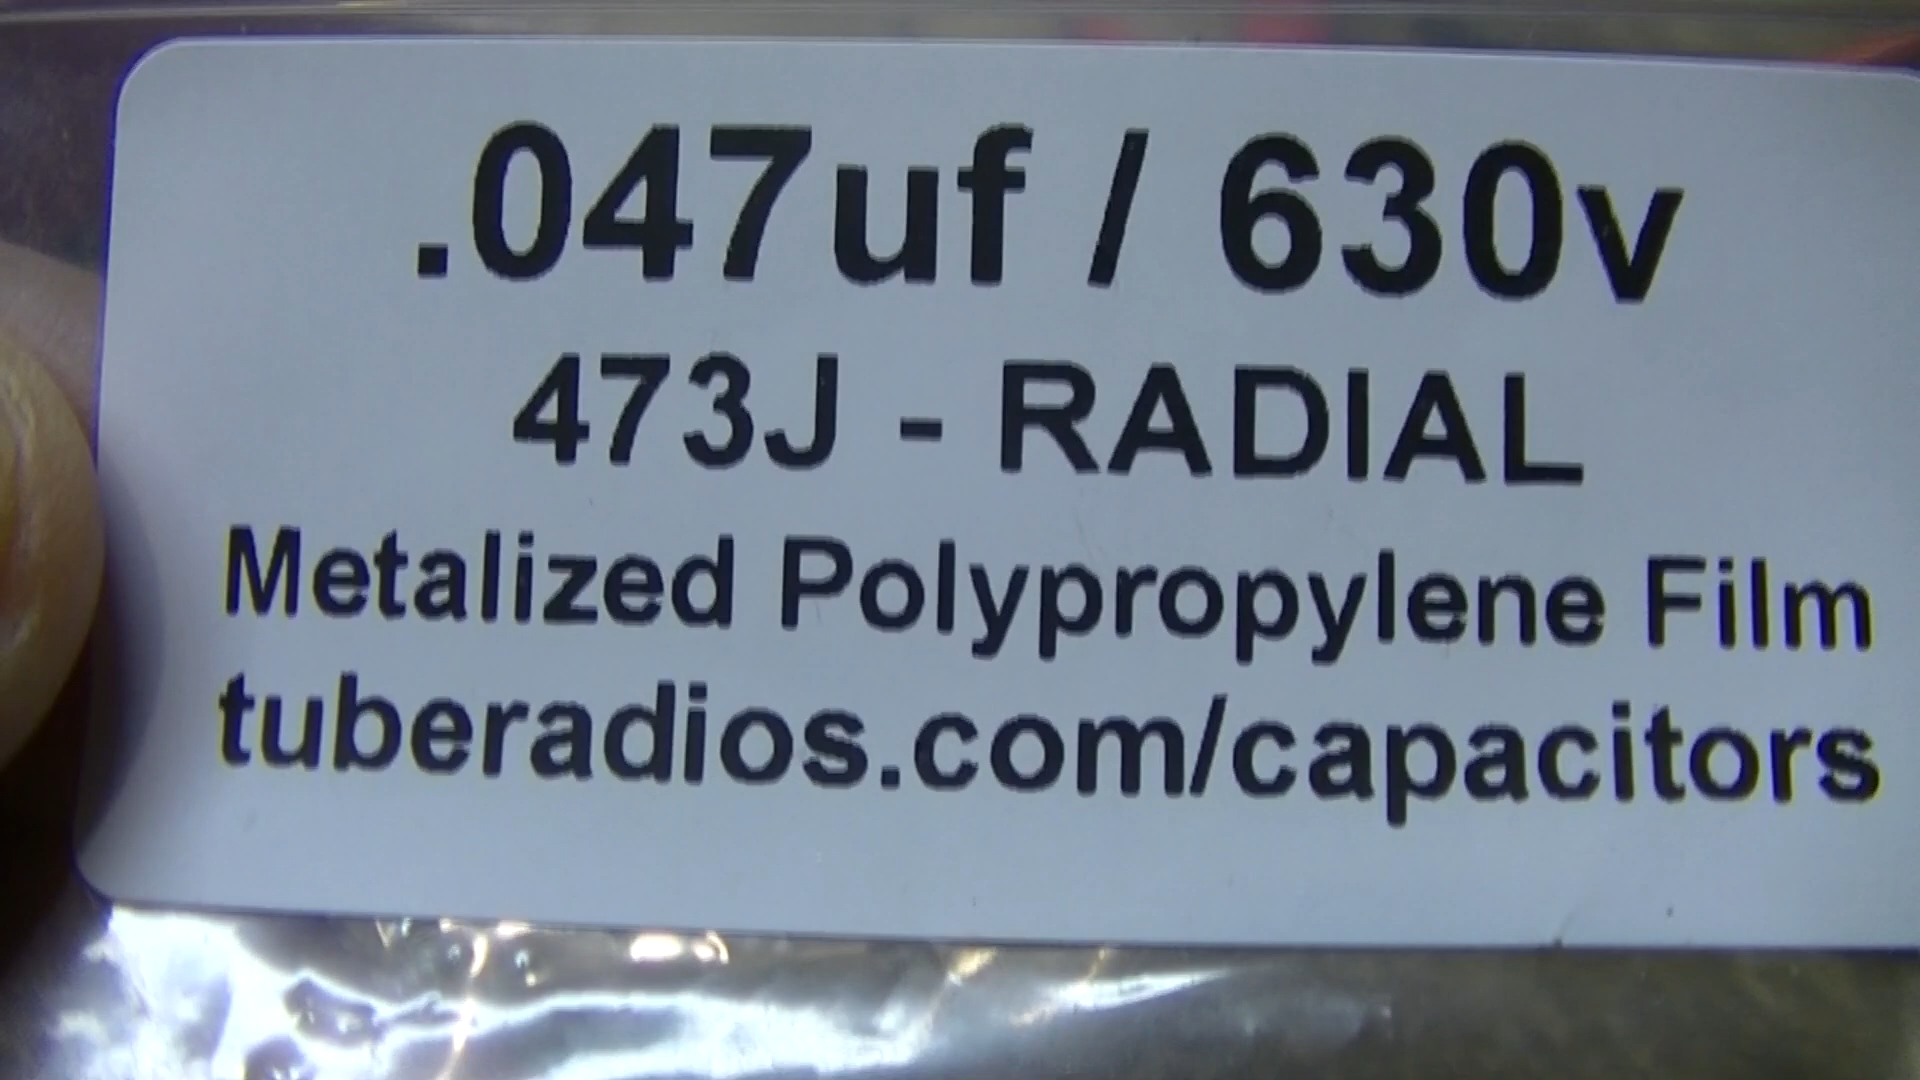 .047uf / 630v
473J - RADIAL
Metalized Polypropylene Film
tuberadios.com/capacitors